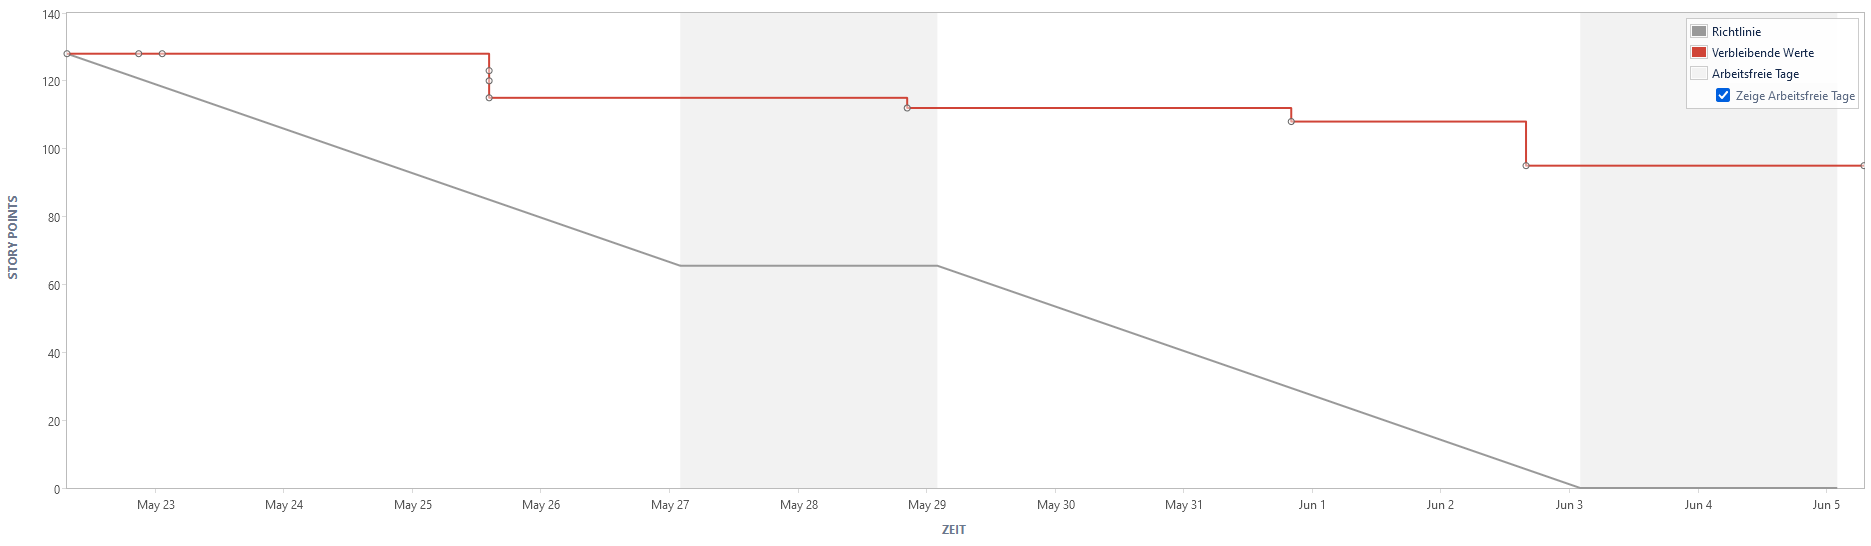 140
120
100
80
60
40
20
0
STORY POINTS
Richtlinie
Verbleibende Werte
Arbeitsfreie Tage
Zeige Arbeitsfreie Tage
May 23 May 24 May 25 May 26 May 27 May 28 May 29 May 30 May 31 Jun 1 Jun 2 Jun 3 Jun 4 Jun 5
ZEIT